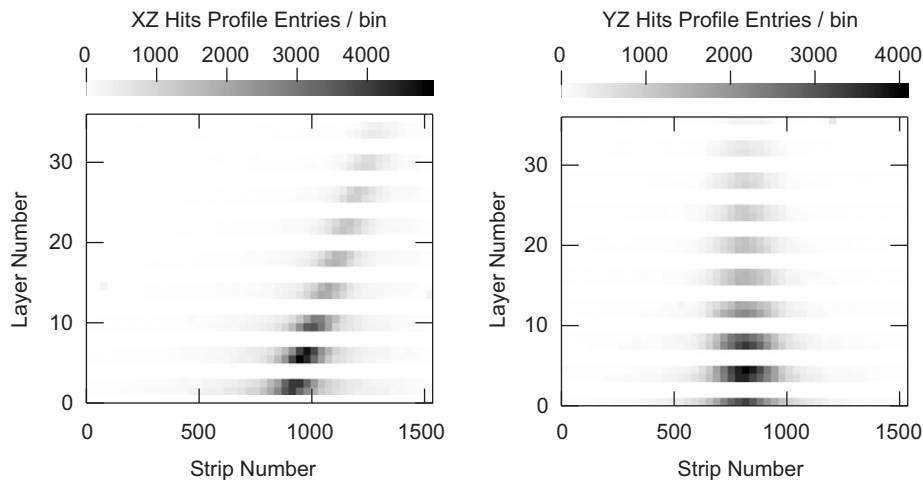 XZ Hits Profile Entries / bin
0 1000 2000 3000 4000
30
20
10
0
Layer Number
0 500 1000 1500
Strip Number
YZ Hits Profile Entries / bin
0 1000 2000 3000 4000
30
20
10
0
Layer Number
0 500 1000 1500
Strip Number